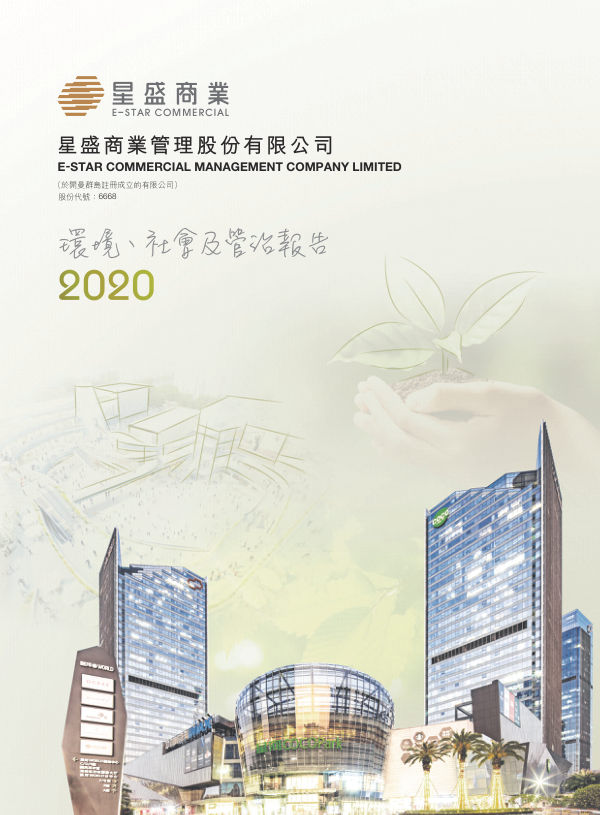 星盛商業
E-STAR COMMERCIAL
星盛商業管理股份有限公司
E-STAR COMMERCIAL MANAGEMENT COMPANY LIMITED
(於開曼群島註冊成立的有限公司)
股份代號：6668
環境、社會及管治報告
2020